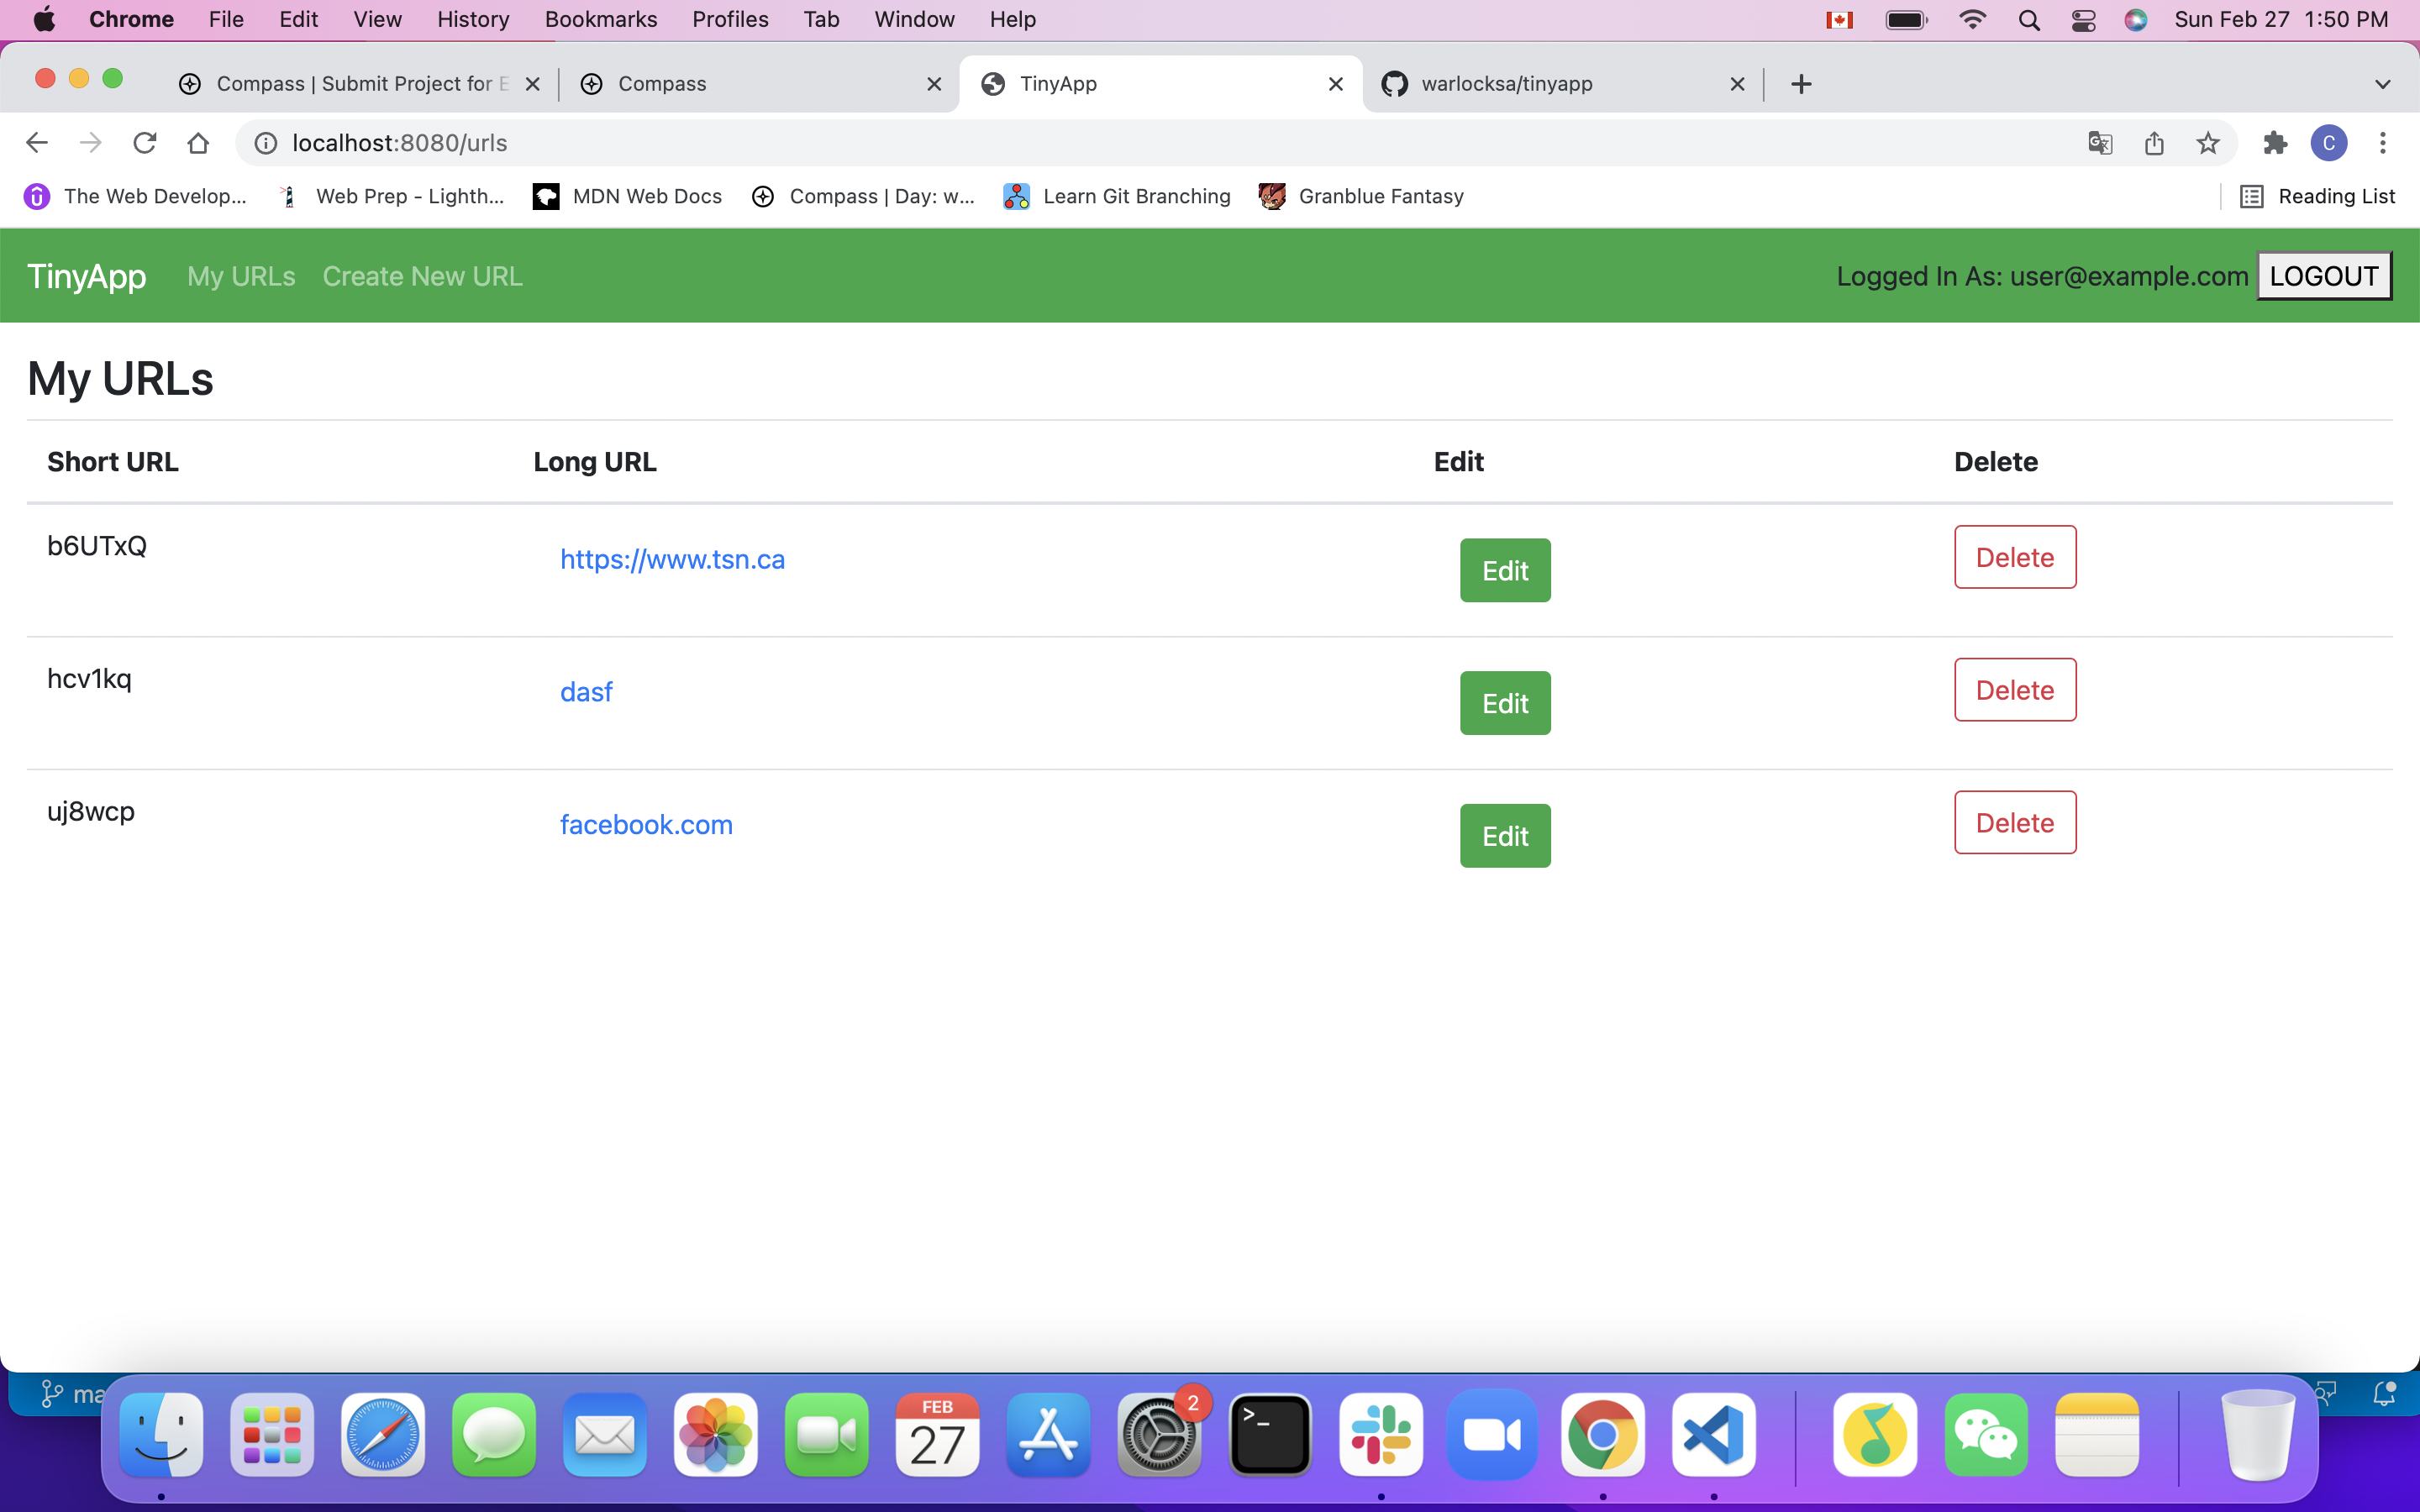 Chrome File Edit View History Bookmarks Profiles Tab Window Help Sun Feb 27 1:50 PM
Compass | Submit Project for E Compass TinyApp warlocksa/tinyapp
localhost:8080/urls C
The Web Develop... Web Prep - Lighth... MDN Web Docs Compass | Day: w... Learn Git Branching Granblue Fantasy Reading List
TinyApp My URLs Create New URL Logged In As: user@example.com LOGOUT
My URLs
Short URL Long URL Edit Delete
b6UTxQ https://www.tsn.ca Edit Delete
hcv1kq dasf Edit Delete
uj8wcp facebook.com Edit Delete
ma
FEB 2
27